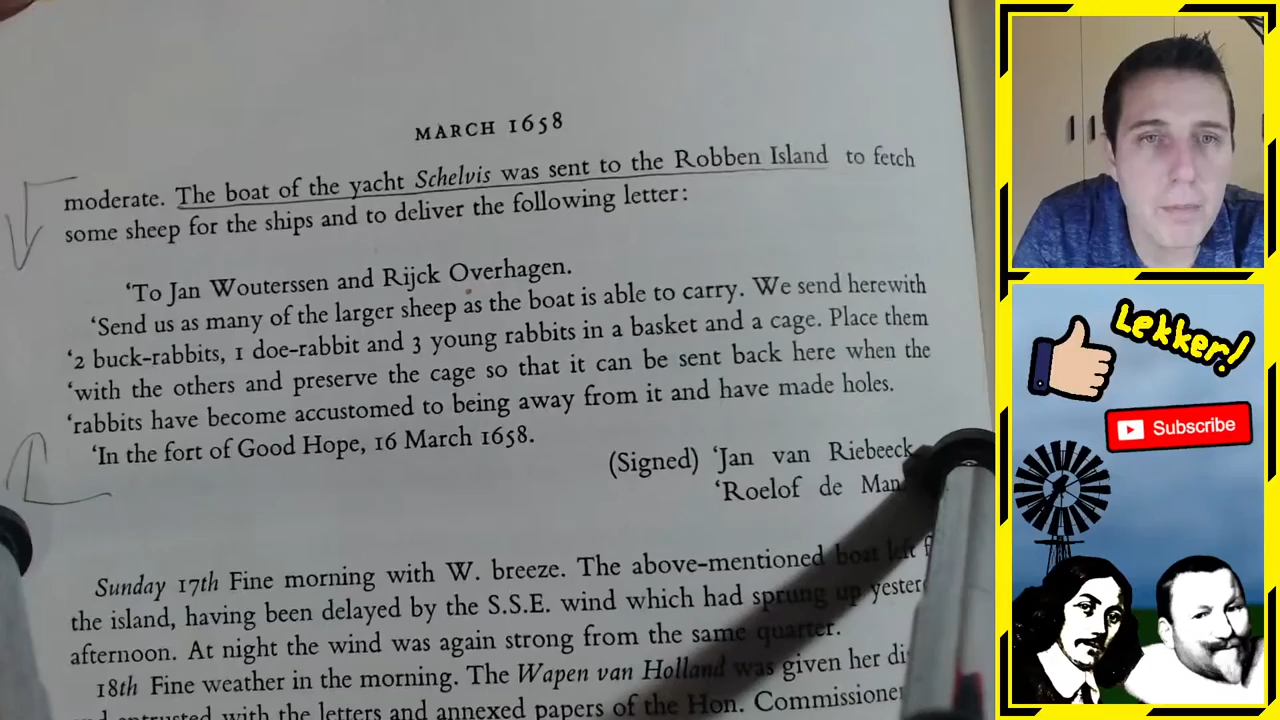 MARCH 1658
moderate. The boat of the yacht Schelvis was sent to the Robben Island to fetch
some sheep for the ships and to deliver the following letter:
‘To Jan Wouterssen and Rijck Overhagen.
‘Send us as many of the larger sheep as the boat is able to carry. We send herewith
‘2 buck-rabbits, 1 doe-rabbit and 3 young rabbits in a basket and a cage. Place them
‘with the others and preserve the cage so that it can be sent back here when the
‘rabbits have become accustomed to being away from it and have made holes.
‘In the fort of Good Hope, 16 March 1658.
(Signed) ‘Jan van Riebeeck
‘Roelof de Man
Sunday 17th Fine morning with W. breeze. The above-mentioned boat left
the island, having been delayed by the S.S.E. wind which had sprung up
afternoon. At night the wind was again strong from the same quarter.
18th Fine weather in the morning. The Wapen van Holland was given her
entrusted with the letters and annexed papers of the Hon. Commissioner
Lekker!
Subscribe